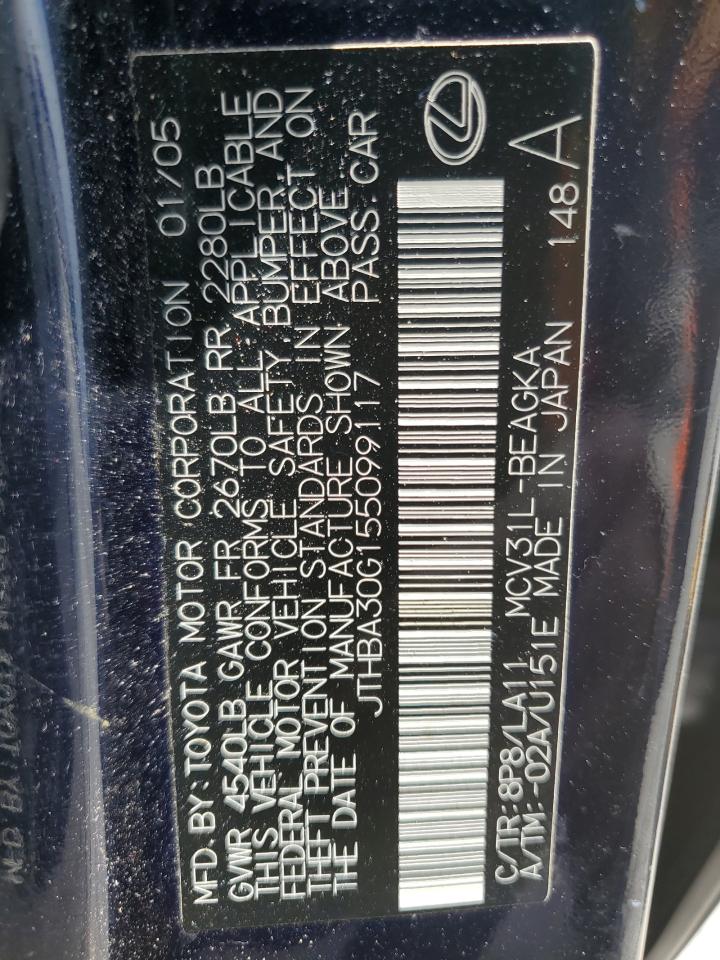 MFD. BY: TOYOTA MOTOR CORPORATION 01/05
GVWR 4540LB GAWR FR 2670LB RR 2280LB
THIS VEHICLE CONFORMS TO ALL APPLICABLE
FEDERAL MOTOR VEHICLE SAFETY, BUMPER, AND
THEFT PREVENTION STANDARDS IN EFFECT ON
THE DATE OF MANUFACTURE SHOWN ABOVE
JTHBA30G155099117 PASS. CAR
C/TR:8P8/LA11 MCV31L-BEAGKA 148 A
A/TM:-02A/U151E MADE IN JAPAN